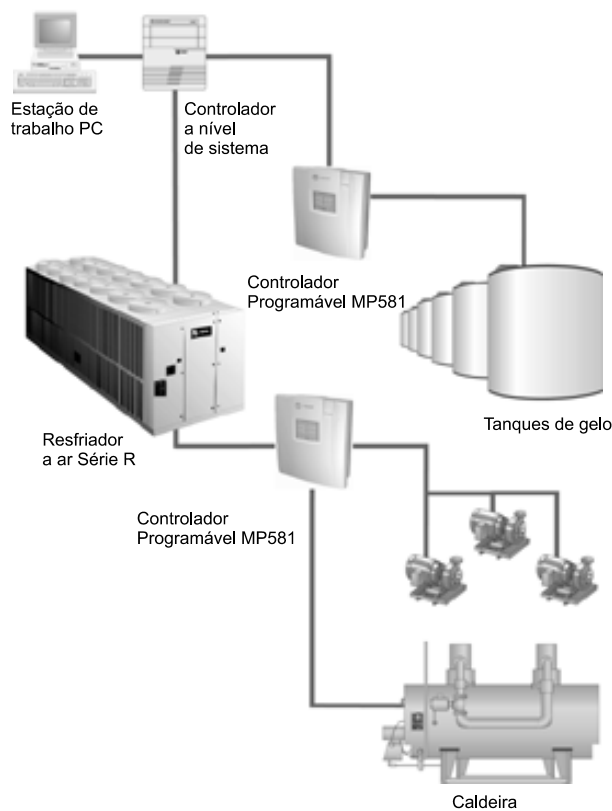 Estação de
trabalho PC
Controlador
a nível
de sistema
Controlador
Programável MP581
Tanques de gelo
Resfriador
a ar Série R
Controlador
Programável MP581
Caldeira